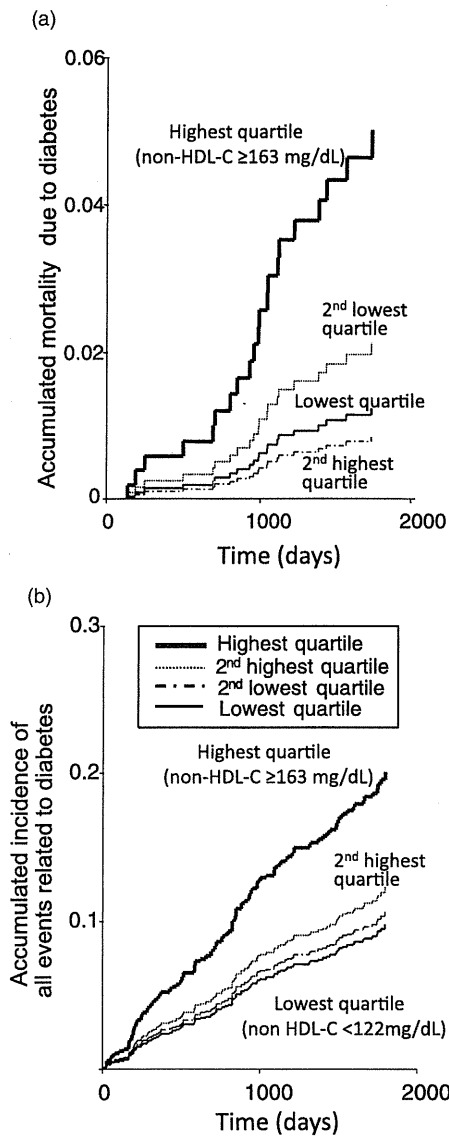 (a)
0.06
0.04
0.02
0
Accumulated mortality due to diabetes
Highest quartile
(non-HDL-C ≥163 mg/dL)
2nd lowest
quartile
Lowest quartile
2nd highest
quartile
0
1000
2000
Time (days)
(b)
0.3
0.2
0.1
Accumulated incidence of
all events related to diabetes
Highest quartile
2nd highest quartile
2nd lowest quartile
Lowest quartile
Highest quartile
(non-HDL-C ≥163 mg/dL)
2nd highest
quartile
Lowest quartile
(non HDL-C <122mg/dL)
0
1000
2000
Time (days)